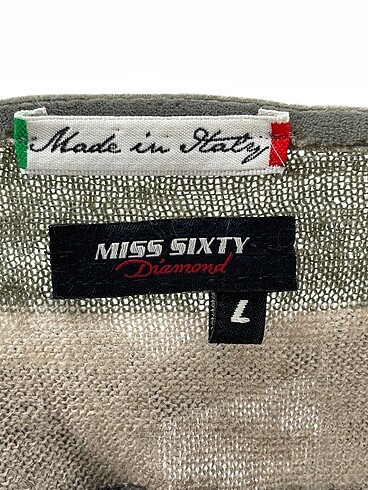 Made in Italy
MISS SIXTY
Diamond
L